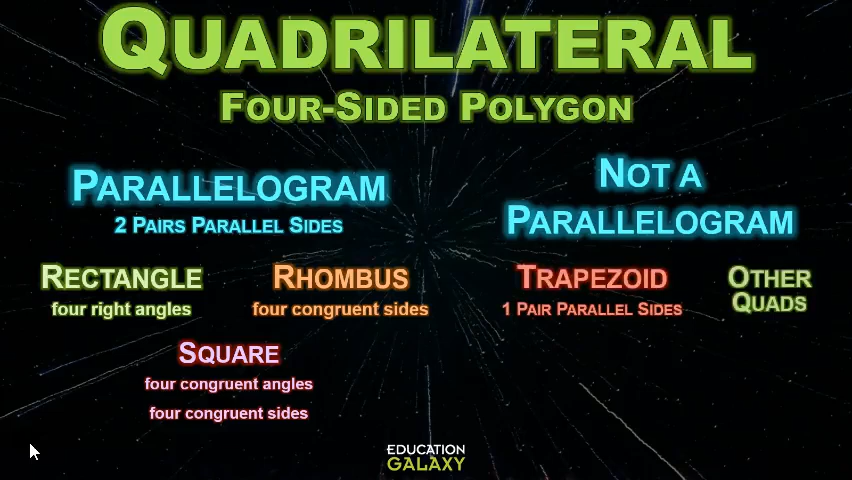 QUADRILATERAL
FOUR-SIDED POLYGON
PARALLELOGRAM
2 PAIRS PARALLEL SIDES
NOT A
PARALLELOGRAM
RECTANGLE
four right angles
RHOMBUS
four congruent sides
TRAPEZOID
1 PAIR PARALLEL SIDES
OTHER
QUADS
SQUARE
four congruent angles
four congruent sides
EDUCATION
GALAXY